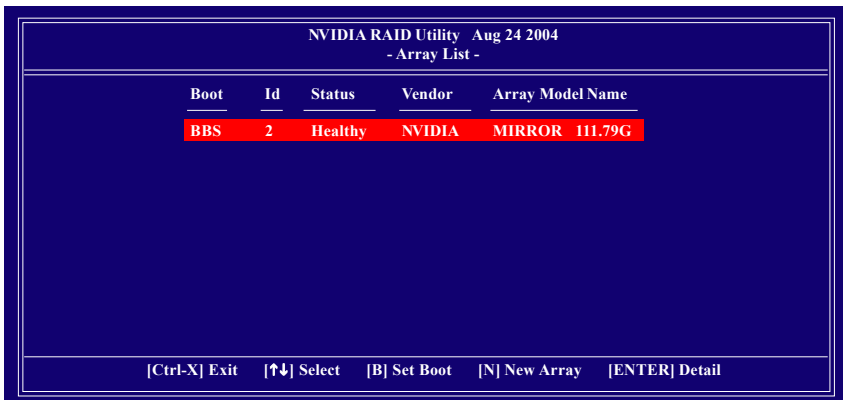 NVIDIA RAID Utility Aug 24 2004
- Array List -
Boot Id Status Vendor Array Model Name
BBS 2 Healthy NVIDIA MIRROR 111.79G
[Ctrl-X] Exit [↑↓] Select [B] Set Boot [N] New Array [ENTER] Detail